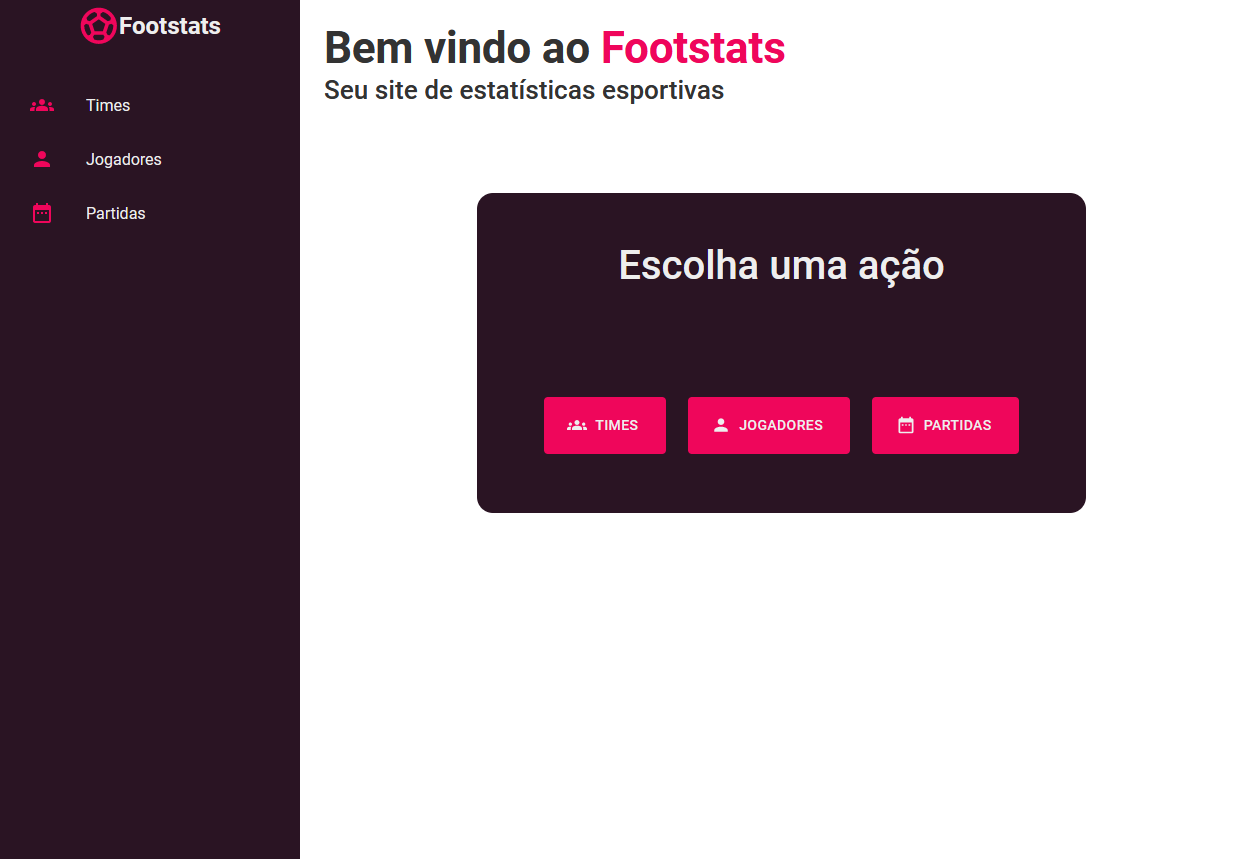 Footstats
Times
Jogadores
Partidas
Bem vindo ao Footstats
Seu site de estatísticas esportivas
Escolha uma ação
TIMES
JOGADORES
PARTIDAS